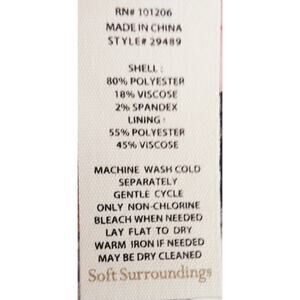 RN# 101206
MADE IN CHINA
STYLE# 29489
SHELL :
80% POLYESTER
18% VISCOSE
2% SPANDEX
LINING :
55% POLYESTER
45% VISCOSE
MACHINE WASH COLD
SEPARATELY
GENTLE CYCLE
ONLY NON-CHLORINE
BLEACH WHEN NEEDED
LAY FLAT TO DRY
WARM IRON IF NEEDED
MAY BE DRY CLEANED
Soft Surroundings